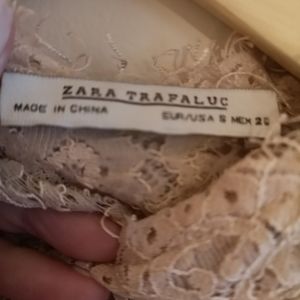 ZARA TRAFALUC
MADE IN CHINA EUR/USA S MEX 26